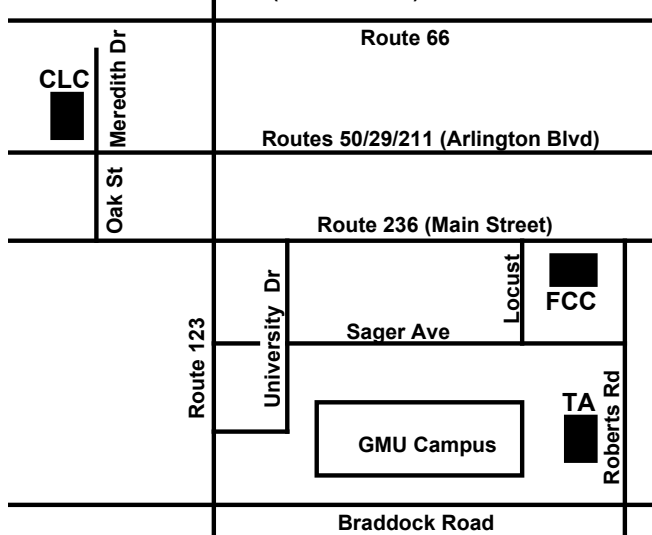 Route 66
Meredith Dr
CLC
Routes 50/29/211 (Arlington Blvd)
Oak St
Route 236 (Main Street)
Locust
FCC
University Dr
Sager Ave
Route 123
TA
Roberts Rd
GMU Campus
Braddock Road